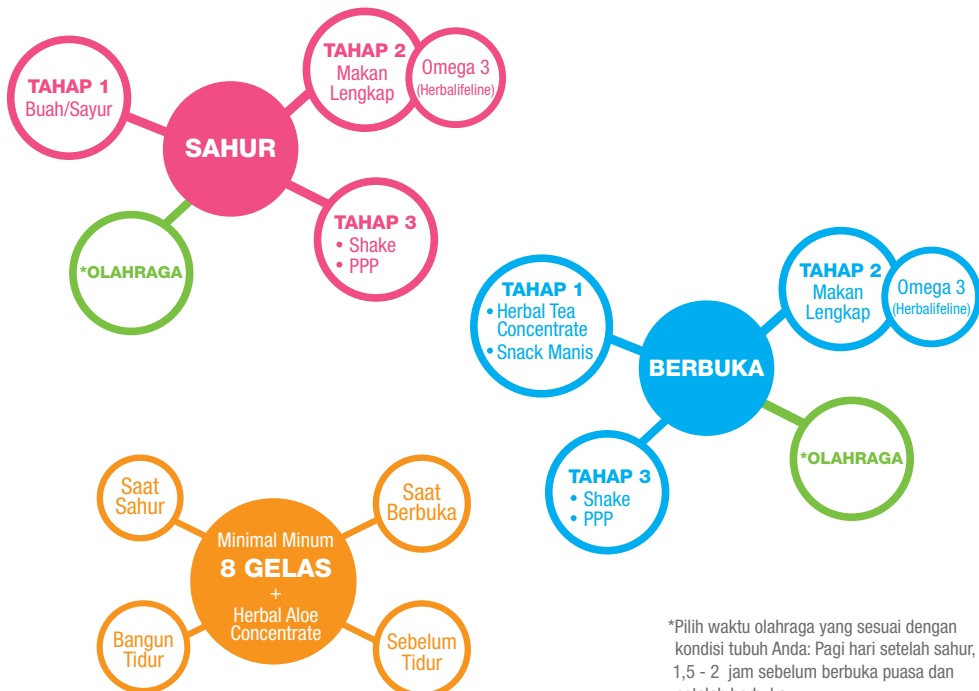 TAHAP 1
Buah/Sayur
TAHAP 2
Makan
Lengkap
Omega 3
(Herbalifeline)
SAHUR
TAHAP 3
• Shake
• PPP
*OLAHRAGA
TAHAP 1
• Herbal Tea
Concentrate
• Snack Manis
TAHAP 2
Makan
Lengkap
Omega 3
(Herbalifeline)
BERBUKA
*OLAHRAGA
TAHAP 3
• Shake
• PPP
Saat
Sahur
Saat
Berbuka
Minimal Minum
8 GELAS
+
Herbal Aloe
Concentrate
Bangun
Tidur
Sebelum
Tidur
*Pilih waktu olahraga yang sesuai dengan
kondisi tubuh Anda: Pagi hari setelah sahur,
1,5 - 2 jam sebelum berbuka puasa dan